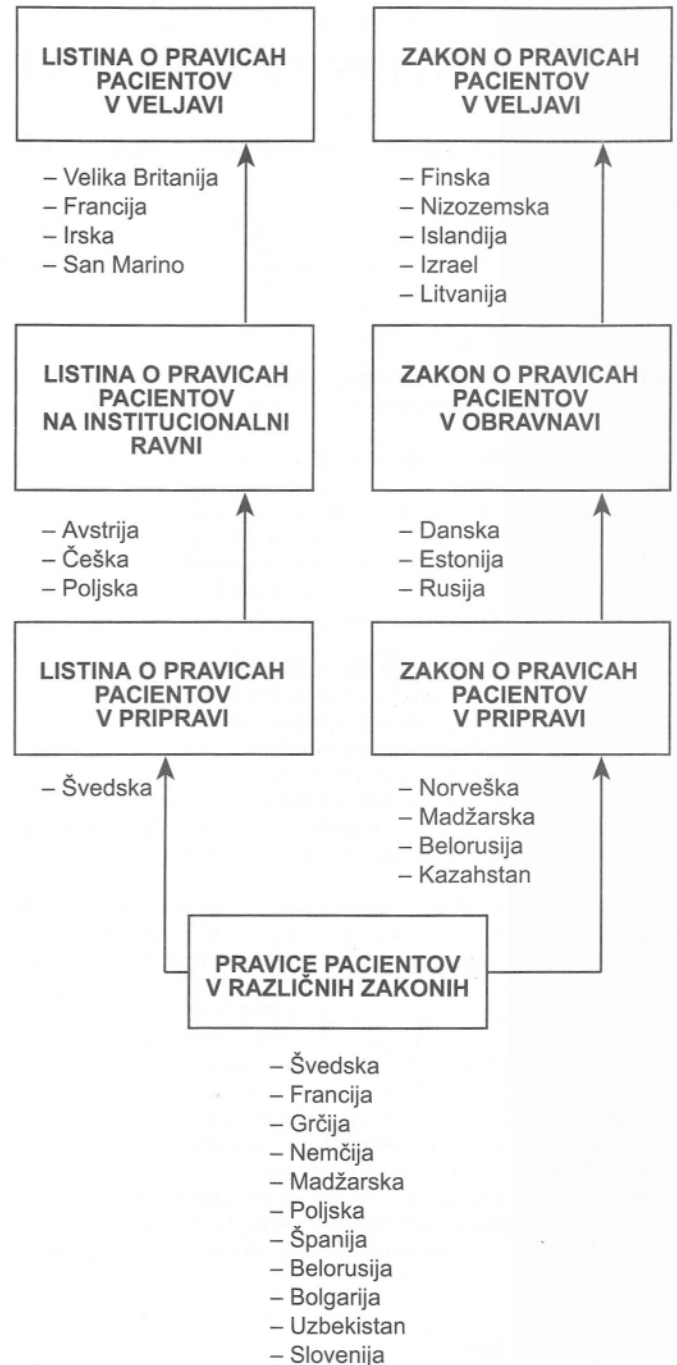 LISTINA O PRAVICAH
PACIENTOV
V VELJAVI
– Velika Britanija
– Francija
– Irska
– San Marino
LISTINA O PRAVICAH
PACIENTOV
NA INSTITUCIONALNI
RAVNI
– Avstrija
– Češka
– Poljska
LISTINA O PRAVICAH
PACIENTOV
V PRIPRAVI
– Švedska
ZAKON O PRAVICAH
PACIENTOV
V VELJAVI
– Finska
– Nizozemska
– Islandija
– Izrael
– Litvanija
ZAKON O PRAVICAH
PACIENTOV
V OBRAVNAVI
– Danska
– Estonija
– Rusija
ZAKON O PRAVICAH
PACIENTOV
V PRIPRAVI
– Norveška
– Madžarska
– Belorusija
– Kazahstan
PRAVICE PACIENTOV
V RAZLIČNIH ZAKONIH
– Švedska
– Francija
– Grčija
– Nemčija
– Madžarska
– Poljska
– Španija
– Belorusija
– Bolgarija
– Uzbekistan
– Slovenija